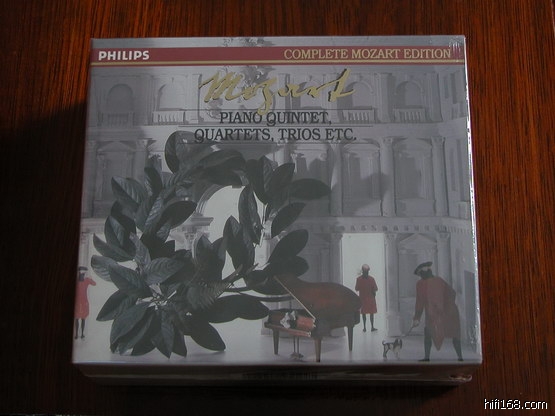 PHILIPS
COMPLETE MOZART EDITION
Mozart
PIANO QUINTET,
QUARTETS, TRIOS ETC.
hifi168.com